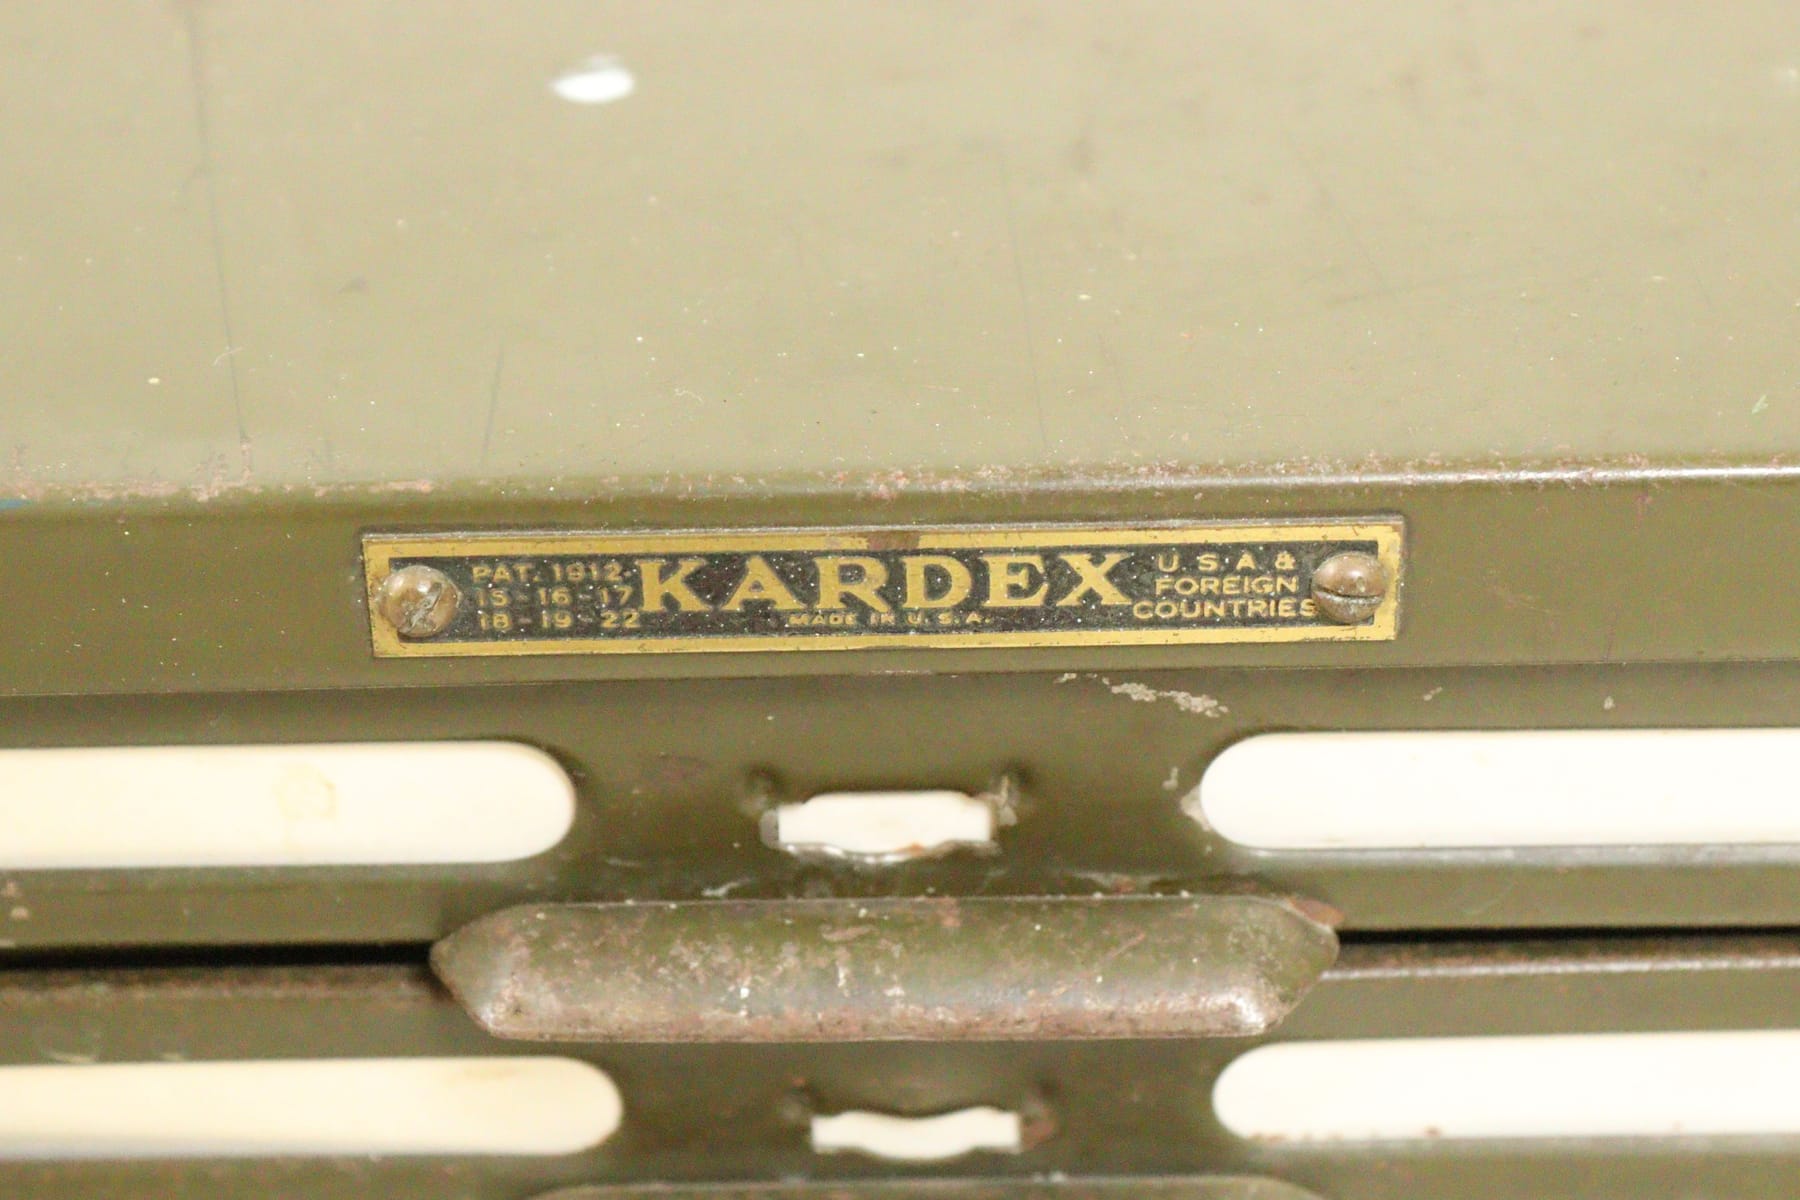 PAT. 1912-
15-16-17
18-19-22
KARDEX
MADE IN U.S.A.
U.S.A &
FOREIGN
COUNTRIES